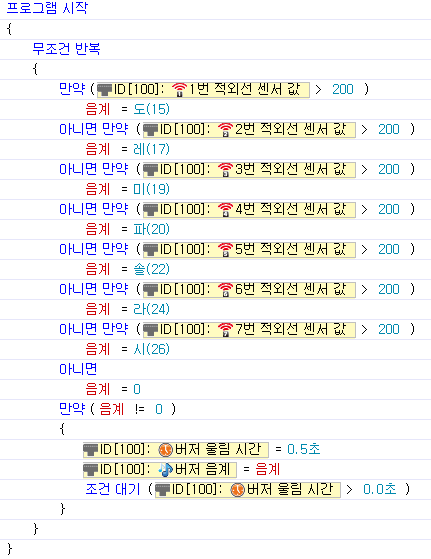 프로그램 시작
{
무조건 반복
{
만약 ( ID[100]: 1번 적외선 센서 값 > 200 )
음계 = 도(15)
아니면 만약 ( ID[100]: 2번 적외선 센서 값 > 200 )
음계 = 레(17)
아니면 만약 ( ID[100]: 3번 적외선 센서 값 > 200 )
음계 = 미(19)
아니면 만약 ( ID[100]: 4번 적외선 센서 값 > 200 )
음계 = 파(20)
아니면 만약 ( ID[100]: 5번 적외선 센서 값 > 200 )
음계 = 솔(22)
아니면 만약 ( ID[100]: 6번 적외선 센서 값 > 200 )
음계 = 라(24)
아니면 만약 ( ID[100]: 7번 적외선 센서 값 > 200 )
음계 = 시(26)
아니면
음계 = 0
만약 ( 음계 != 0 )
{
ID[100]: 버저 울림 시간 = 0.5초
ID[100]: 버저 음계 = 음계
조건 대기 ( ID[100]: 버저 울림 시간 > 0.0초 )
}
}
}